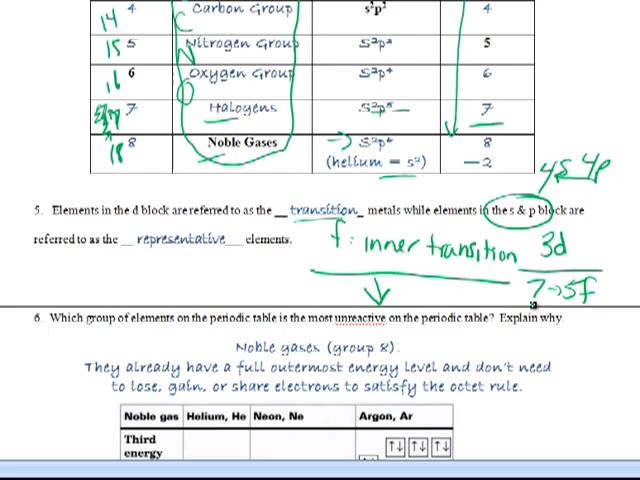 14 4 Carbon Group s²p² 4
C
15 5 Nitrogen Group s²p³ 5
N
16 6 Oxygen Group s²p⁴ 6
O
7 Halogens s²p⁵ 7
18 8 Noble Gases s²p⁶ 8
(helium = s²) 2
4s 4p
5. Elements in the d block are referred to as the __ transition_ metals while elements in the s & p block are
referred to as the __ representative___ elements.
f: inner transition 3d
7→5f
6. Which group of elements on the periodic table is the most unreactive on the periodic table? Explain why
Noble gases (group 8).
They already have a full outermost energy level and don't need
to lose, gain, or share electrons to satisfy the octet rule.
Noble gas Helium, He Neon, Ne Argon, Ar
Third
energy
↑↓ ↑↓ ↑↓